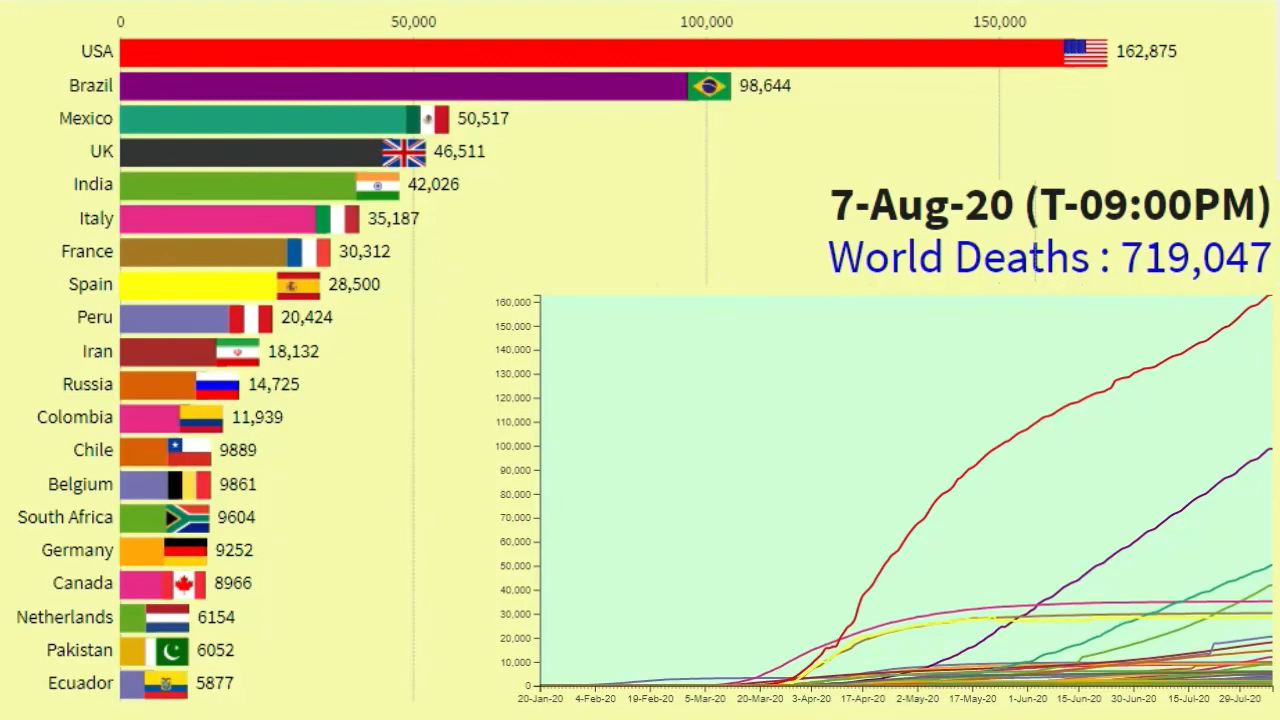 0 50,000 100,000 150,000
USA 162,875
Brazil 98,644
Mexico 50,517
UK 46,511
India 42,026
Italy 35,187
France 30,312
Spain 28,500
Peru 20,424
Iran 18,132
Russia 14,725
Colombia 11,939
Chile 9889
Belgium 9861
South Africa 9604
Germany 9252
Canada 8966
Netherlands 6154
Pakistan 6052
Ecuador 5877
7-Aug-20 (T-09:00PM)
World Deaths : 719,047
160,000
150,000
140,000
130,000
120,000
110,000
100,000
90,000
80,000
70,000
60,000
50,000
40,000
30,000
20,000
10,000
0
20-Jan-20 4-Feb-20 19-Feb-20 5-Mar-20 20-Mar-20 3-Apr-20 17-Apr-20 2-May-20 17-May-20 1-Jun-20 15-Jun-20 30-Jun-20 15-Jul-20 29-Jul-20